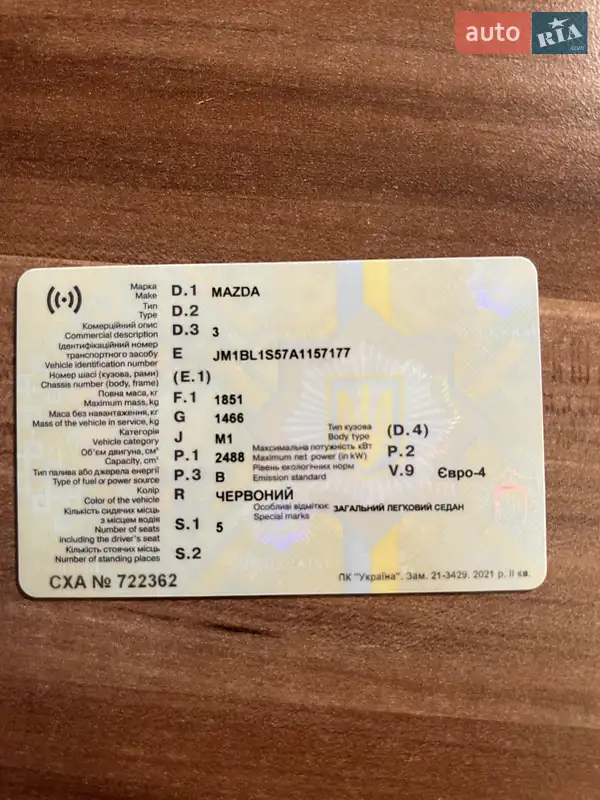 auto RIA .com
Марка
Make D.1 MAZDA
Тип
Type D.2
Комерційний опис
Commercial description D.3 3
Ідентифікаційний номер
транспортного засобу E JM1BL1S57A1157177
Vehicle identification number
Номер шасі (кузова, рами) (E.1)
Chassis number (body, frame)
Повна маса, кг
Maximum mass, kg F.1 1851
Маса без навантаження, кг
Mass of the vehicle in service, kg G 1466
Категорія
Vehicle category J M1
Тип кузова
Body type (D.4)
Об'єм двигуна, см³
Capacity, cm³ P.1 2488
Максимальна потужність кВт
Maximum net power (in kW) P.2
Тип палива або джерела енергії
Type of fuel or power source P.3 B
Рівень екологічних норм
Emission standard V.9 Євро-4
Колір
Color of the vehicle R ЧЕРВОНИЙ
Особливі відмітки: ЗАГАЛЬНИЙ ЛЕГКОВИЙ СЕДАН
Special marks
Кількість сидячих місць
з місцем водія
Number of seats S.1 5
including the driver's seat
Кількість стоячих місць
Number of standing places S.2
СХА № 722362
ПК "Україна". Зам. 21-3429. 2021 р. II кв.